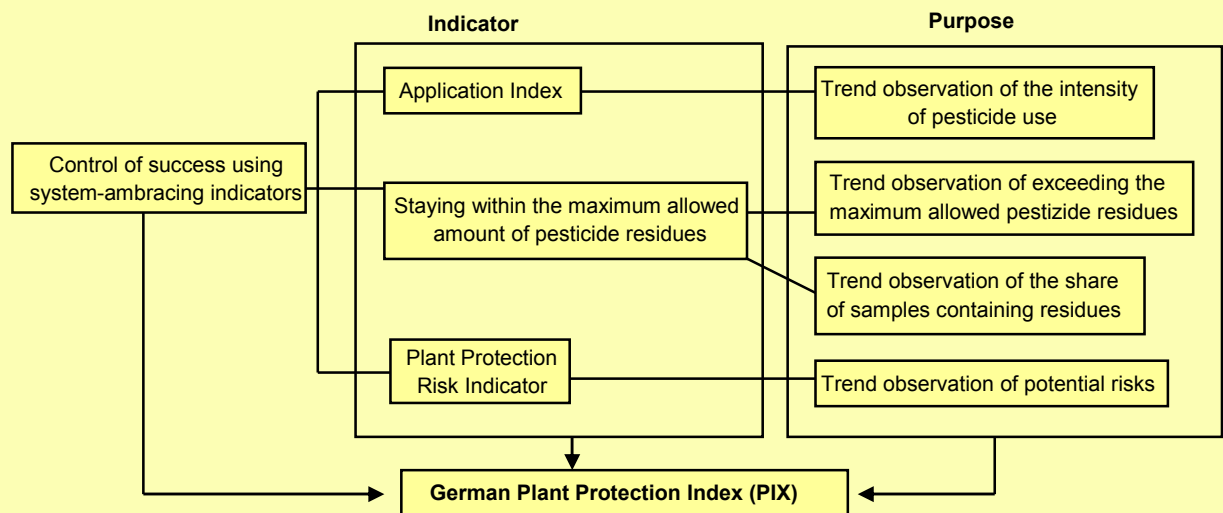 Indicator
Purpose
Application Index
Trend observation of the intensity
of pesticide use
Control of success using
system-ambracing indicators
Staying within the maximum allowed
amount of pesticide residues
Trend observation of exceeding the
maximum allowed pestizide residues
Trend observation of the share
of samples containing residues
Plant Protection
Risk Indicator
Trend observation of potential risks
German Plant Protection Index (PIX)